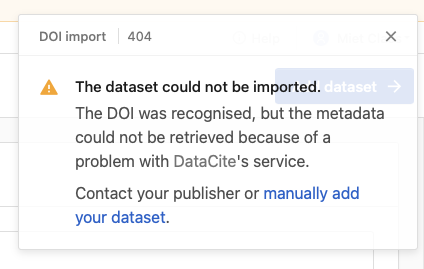 DOI import | 404
The dataset could not be imported.
dataset →
The DOI was recognised, but the metadata
could not be retrieved because of a
problem with DataCite's service.
Contact your publisher or manually add
your dataset.